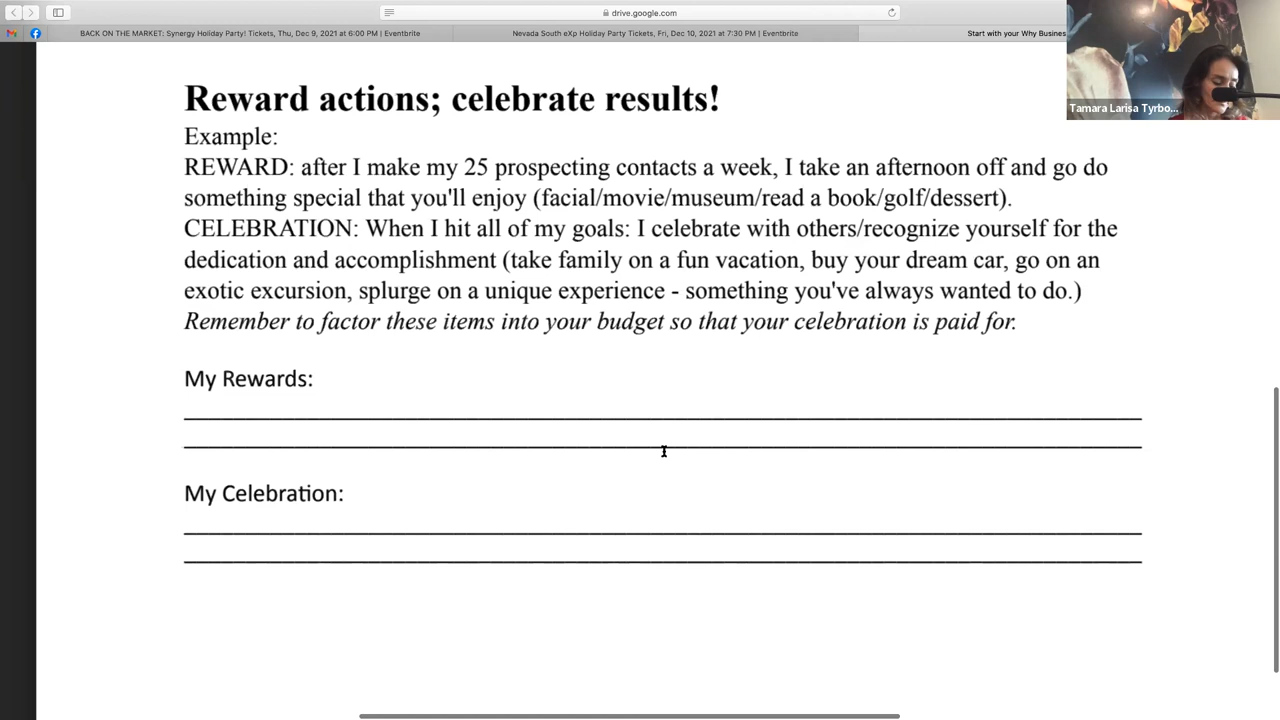 drive.google.com
BACK ON THE MARKET: Synergy Holiday Party! Tickets, Thu, Dec 9, 2021 at 6:00 PM | Eventbrite
Nevada South eXp Holiday Party Tickets, Fri, Dec 10, 2021 at 7:30 PM | Eventbrite
Start with your Why Busines
Tamara Larisa Tyrbo...
Reward actions; celebrate results!
Example:
REWARD: after I make my 25 prospecting contacts a week, I take an afternoon off and go do
something special that you'll enjoy (facial/movie/museum/read a book/golf/dessert).
CELEBRATION: When I hit all of my goals: I celebrate with others/recognize yourself for the
dedication and accomplishment (take family on a fun vacation, buy your dream car, go on an
exotic excursion, splurge on a unique experience - something you've always wanted to do.)
Remember to factor these items into your budget so that your celebration is paid for.
My Rewards:
My Celebration: